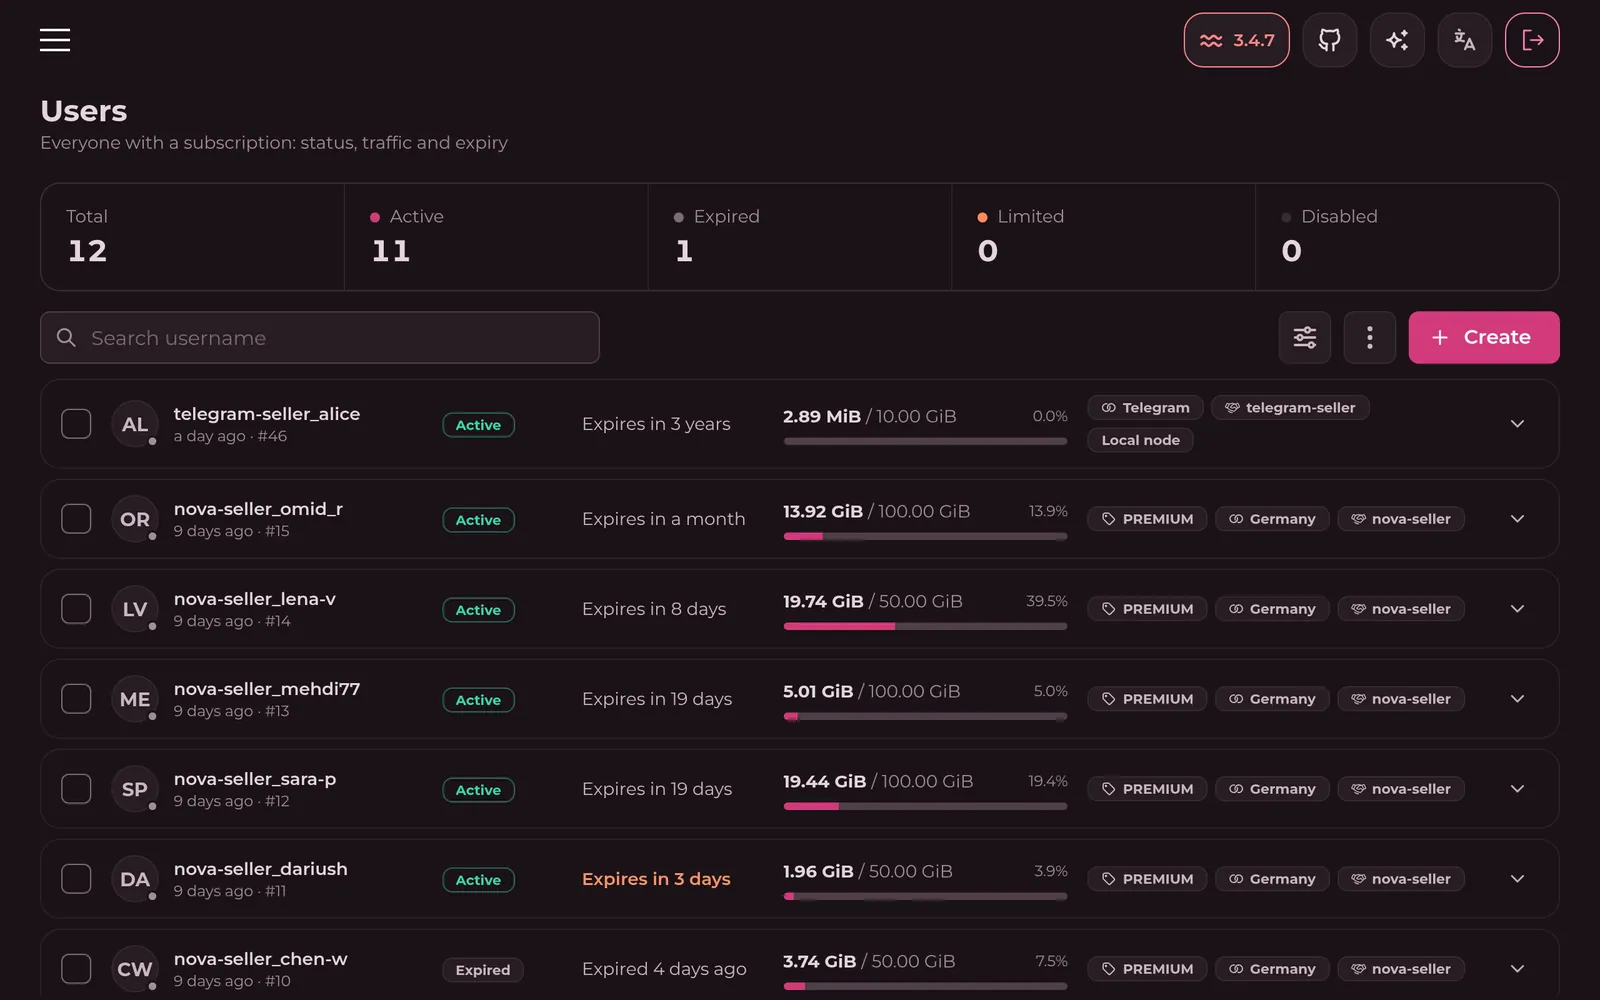 3.4.7
Users
Everyone with a subscription: status, traffic and expiry
Total
12
Active
11
Expired
1
Limited
0
Disabled
0
Search username
Create
AL
telegram-seller_alice
a day ago · #46
Active
Expires in 3 years
2.89 MiB / 10.00 GiB
0.0%
Telegram
telegram-seller
Local node
OR
nova-seller_omid_r
9 days ago · #15
Active
Expires in a month
13.92 GiB / 100.00 GiB
13.9%
PREMIUM
Germany
nova-seller
LV
nova-seller_lena-v
9 days ago · #14
Active
Expires in 8 days
19.74 GiB / 50.00 GiB
39.5%
PREMIUM
Germany
nova-seller
ME
nova-seller_mehdi77
9 days ago · #13
Active
Expires in 19 days
5.01 GiB / 100.00 GiB
5.0%
PREMIUM
Germany
nova-seller
SP
nova-seller_sara-p
9 days ago · #12
Active
Expires in 19 days
19.44 GiB / 100.00 GiB
19.4%
PREMIUM
Germany
nova-seller
DA
nova-seller_dariush
9 days ago · #11
Active
Expires in 3 days
1.96 GiB / 50.00 GiB
3.9%
PREMIUM
Germany
nova-seller
CW
nova-seller_chen-w
9 days ago · #10
Expired
Expired 4 days ago
3.74 GiB / 50.00 GiB
7.5%
PREMIUM
Germany
nova-seller